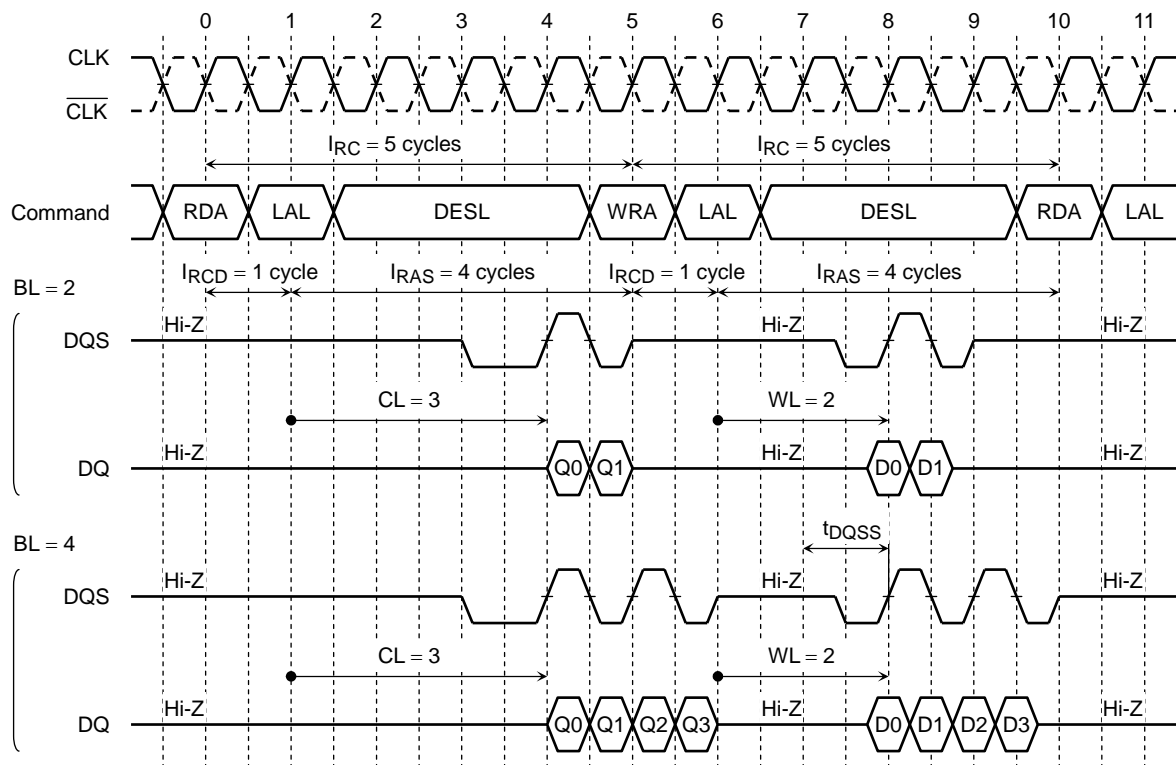 0 1 2 3 4 5 6 7 8 9 10 11
CLK
CLK
IRC = 5 cycles IRC = 5 cycles
Command RDA LAL DESL WRA LAL DESL RDA LAL
IRCD = 1 cycle IRAS = 4 cycles IRCD = 1 cycle IRAS = 4 cycles
BL = 2
Hi-Z Hi-Z Hi-Z
DQS
CL = 3 WL = 2
Hi-Z Hi-Z Hi-Z
DQ Q0 Q1 D0 D1
tDQSS
BL = 4
Hi-Z Hi-Z Hi-Z
DQS
CL = 3 WL = 2
Hi-Z Hi-Z Hi-Z
DQ Q0 Q1 Q2 Q3 D0 D1 D2 D3